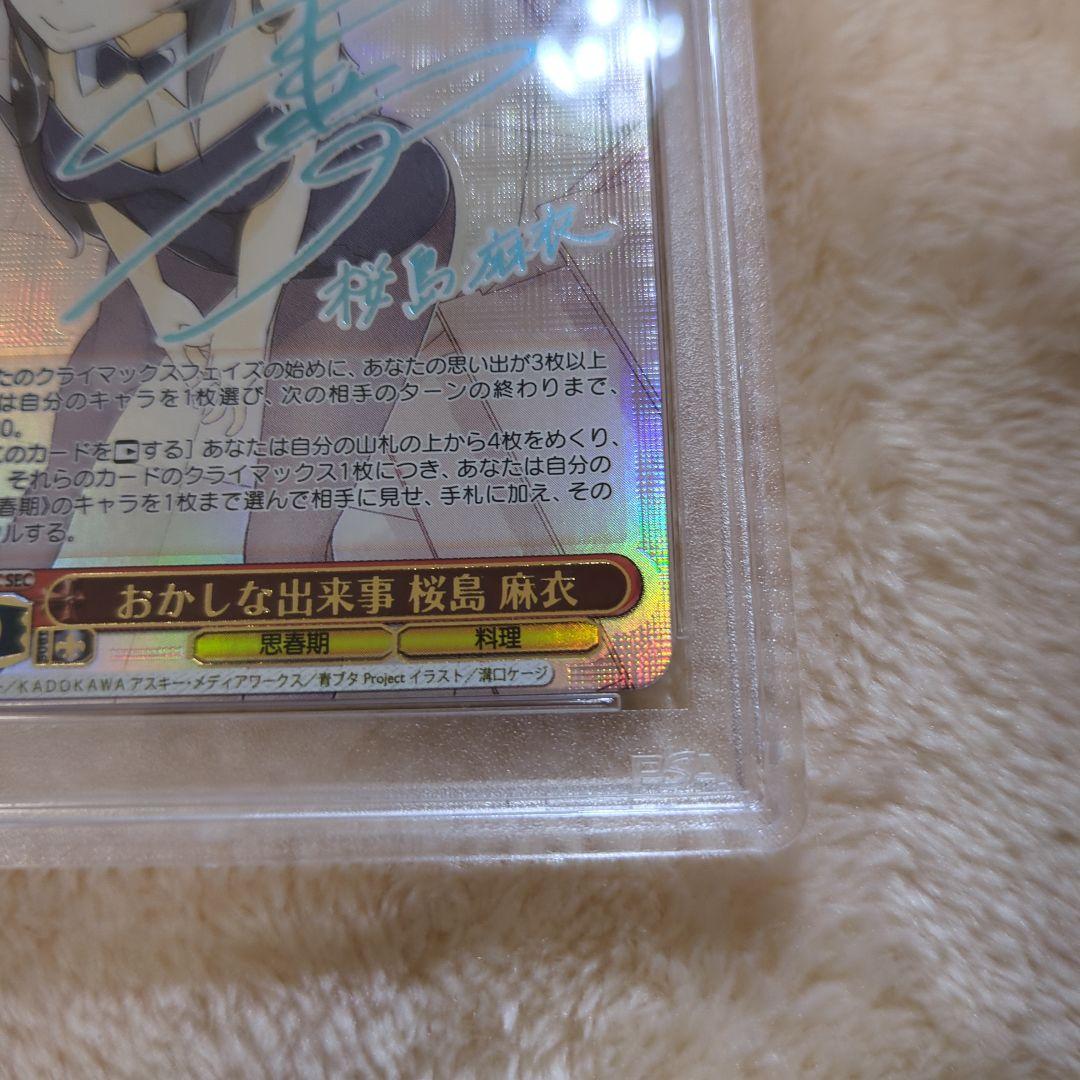 桜島麻衣
たのクライマックスフェイズの始めに、あなたの思い出が3枚以上
は自分のキャラを1枚選び、次の相手のターンの終わりまで、
0。
のカードを する］あなたは自分の山札の上から4枚をめくり、
それらのカードのクライマックス1枚につき、あなたは自分の
春期》のキャラを1枚まで選んで相手に見せ、手札に加え、その
ルする。
SEC
おかしな出来事 桜島 麻衣
思春期 料理
／KADOKAWA アスキー・メディアワークス／青ブタ Project イラスト／溝口ケージ
PSA